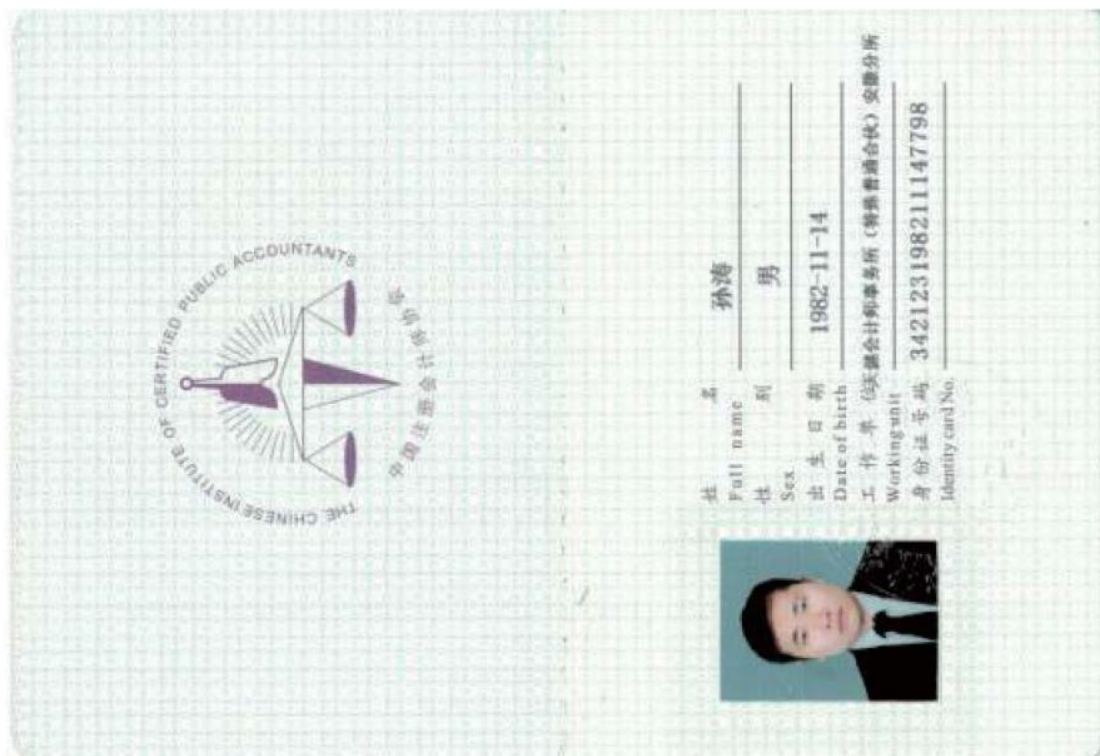 THE CHINESE INSTITUTE OF CERTIFIED PUBLIC ACCOUNTANTS
中国注册会计师协会
姓 名 孙涛
Full name
性 别 男
Sex
出生日期 1982-11-14
Date of birth
工作单位 会计师事务所（特殊普通合伙）安徽分所
Working unit
身份证号码 342123198211147798
Identity card No.